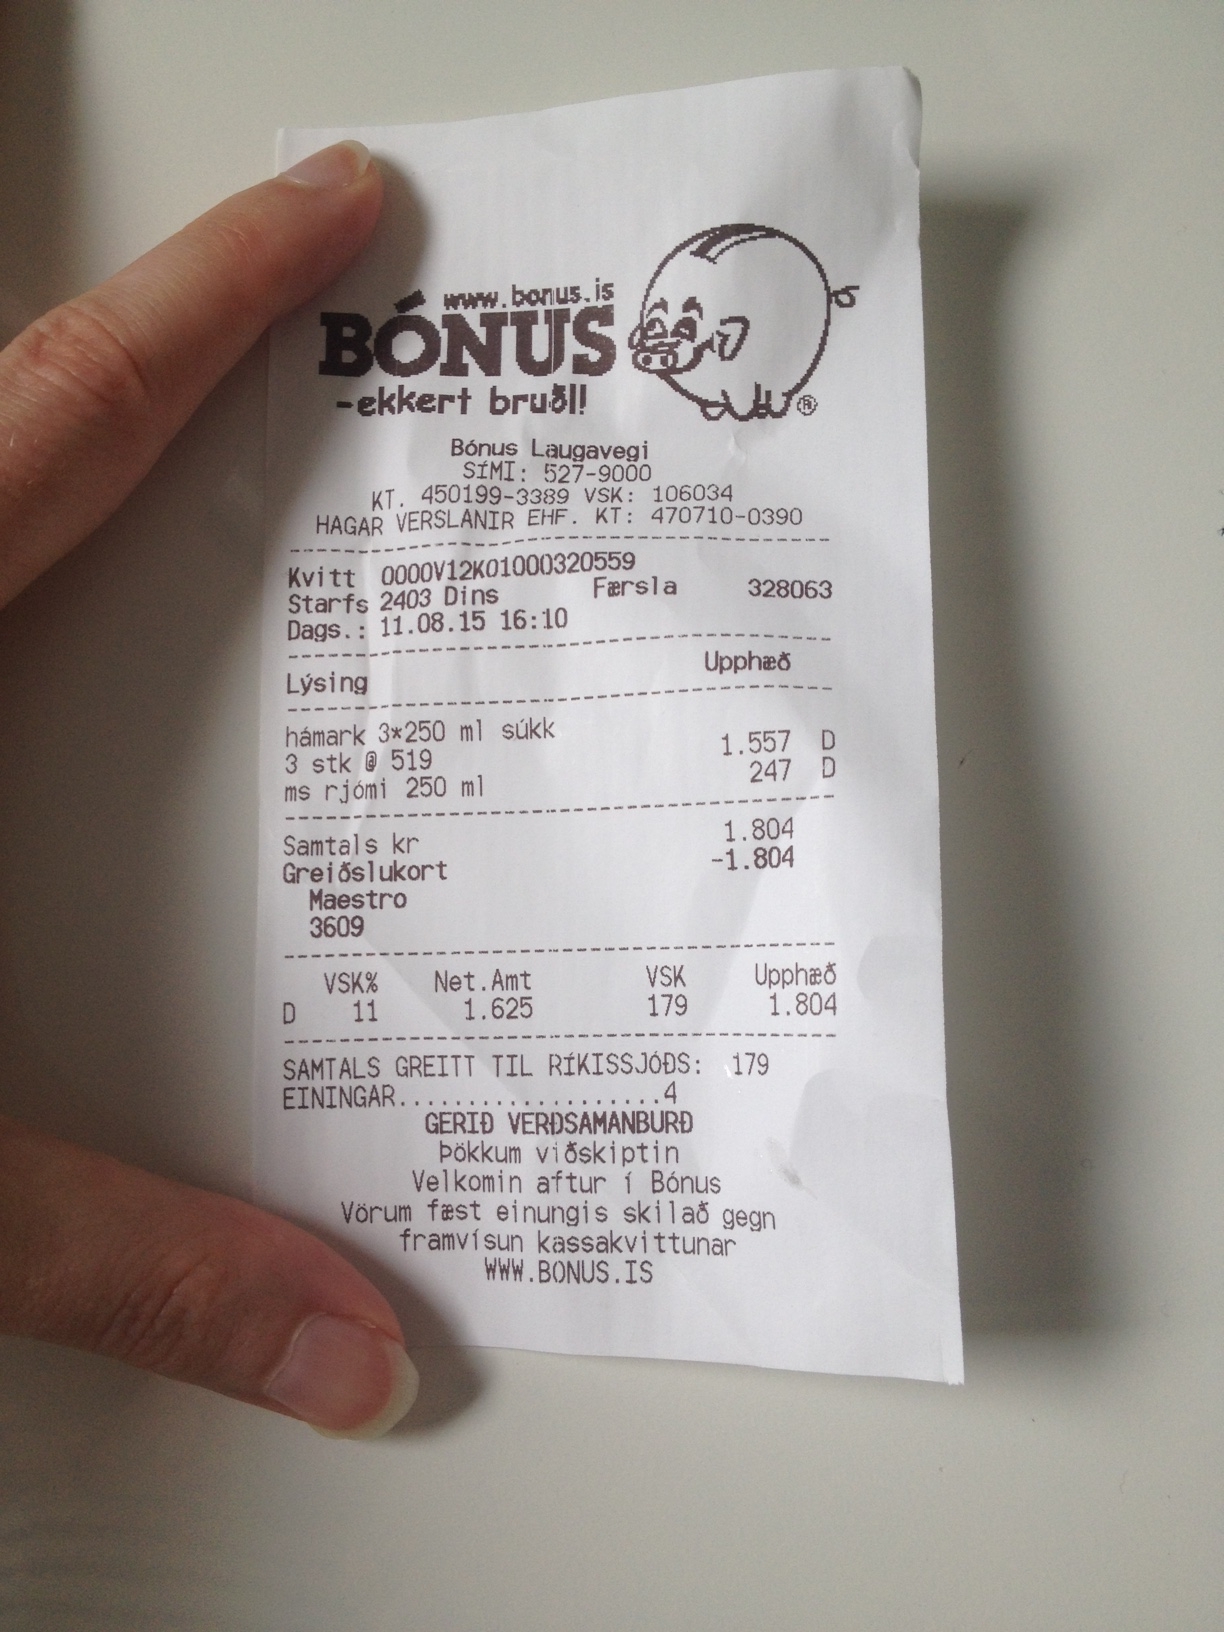 www.bonus.is
BÓNUS
-ekkert bruðl!
®
Bónus Laugavegi
SÍMI: 527-9000
KT. 450199-3389 VSK: 106034
HAGAR VERSLANIR EHF. KT: 470710-0390
Kvitt 0000V12K01000320559
Starfs 2403 Dins Færsla 328063
Dags.: 11.08.15 16:10
Lýsing Upphæð
hámark 3*250 ml súkk
3 stk @ 519 1.557 D
ms rjómi 250 ml 247 D
Samtals kr 1.804
Greiðslukort -1.804
Maestro
3609
VSK% Net.Amt VSK Upphæð
D 11 1.625 179 1.804
SAMTALS GREITT TIL RÍKISSJÓÐS: 179
EININGAR...................4
GERIÐ VERÐSAMANBURÐ
Þökkum viðskiptin
Velkomin aftur í Bónus
Vörum fæst einungis skilað gegn
framvísun kassakvittunar
WWW.BONUS.IS